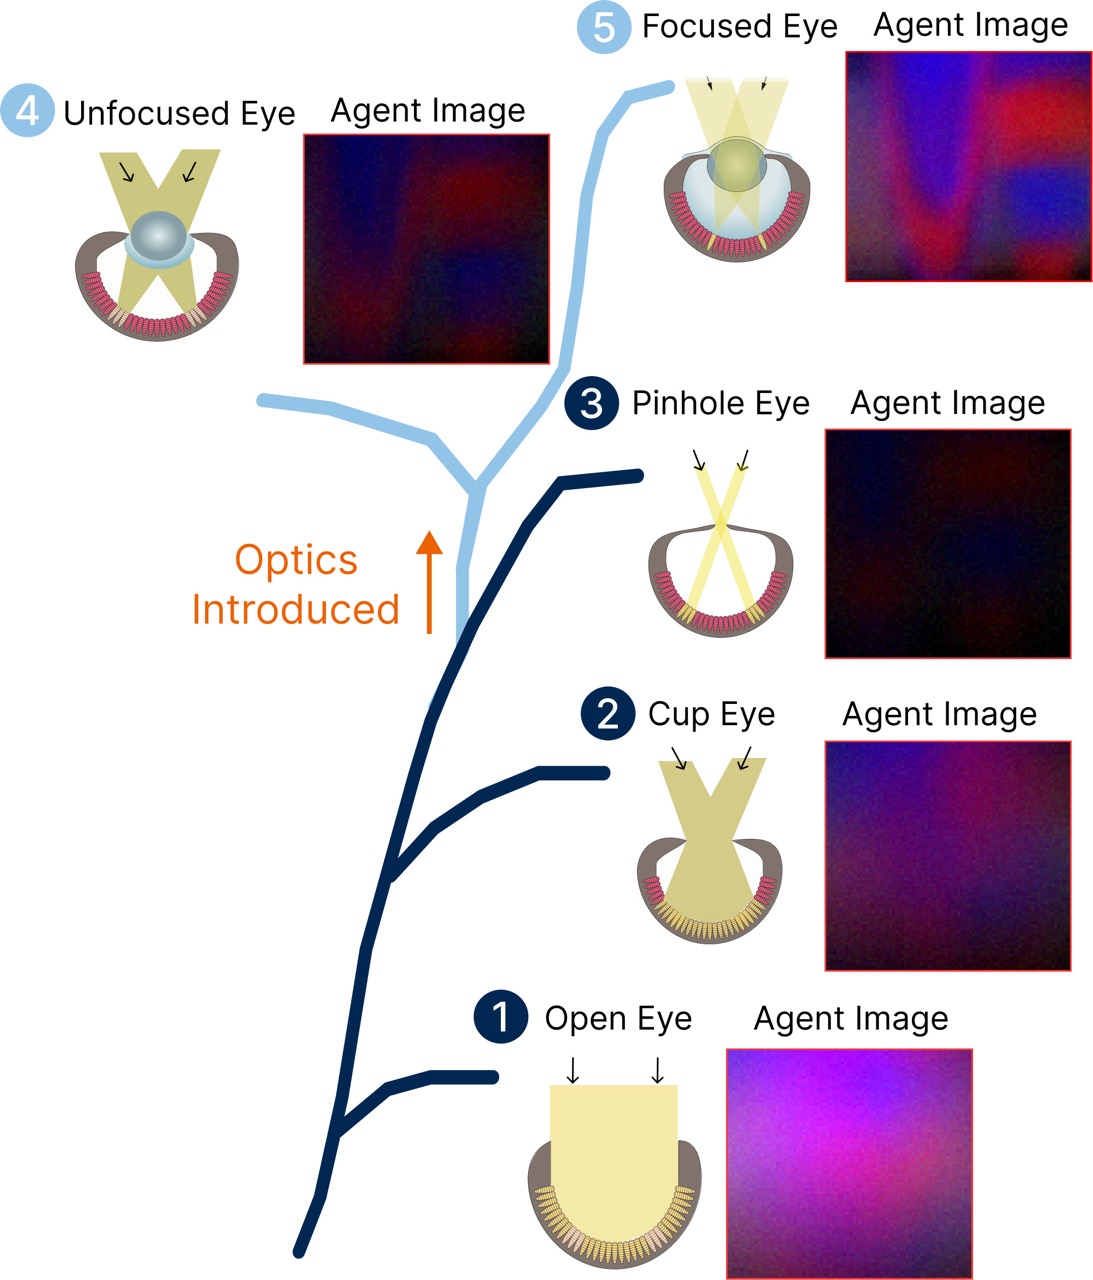 5 Focused Eye Agent Image
4 Unfocused Eye Agent Image
3 Pinhole Eye Agent Image
Optics
Introduced
2 Cup Eye Agent Image
1 Open Eye Agent Image